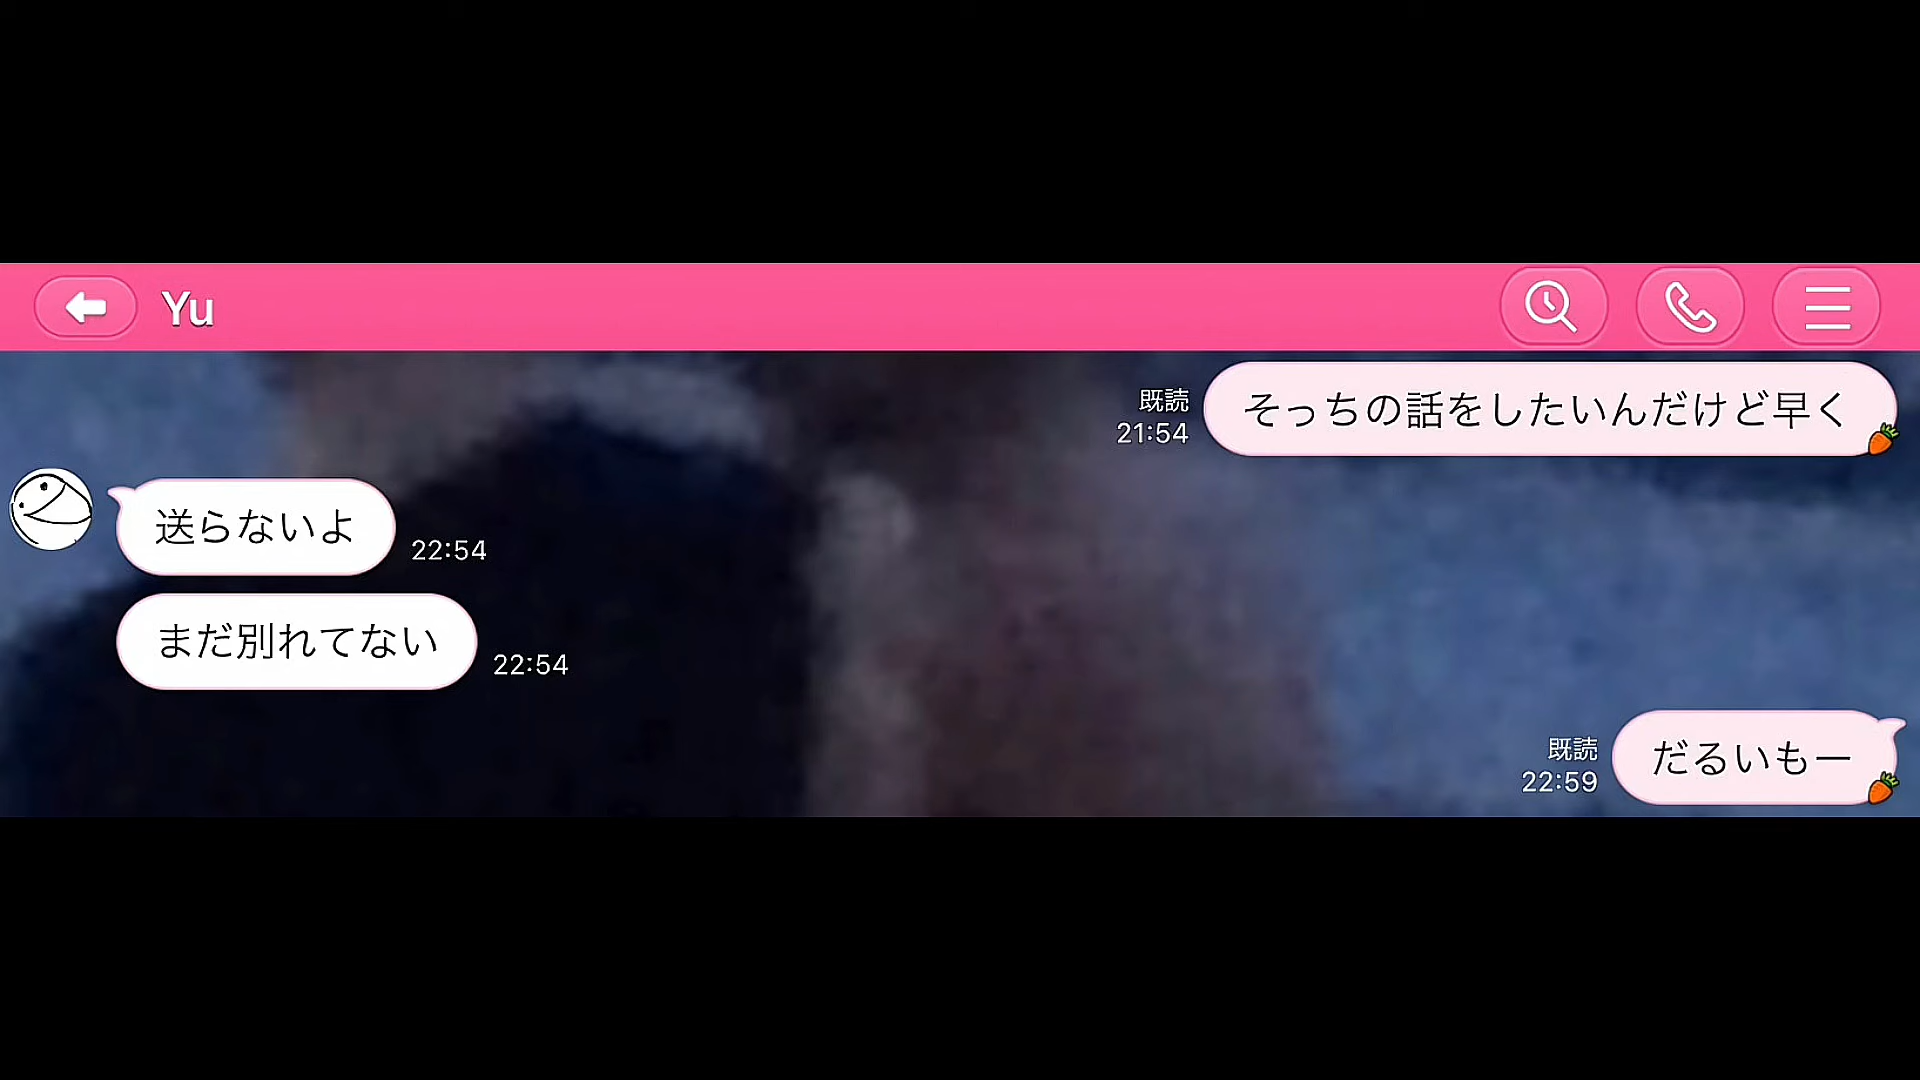 Yu
そっちの話をしたいんだけど早く
既読
21:54
送らないよ
22:54
まだ別れてない
22:54
だるいもー
既読
22:59